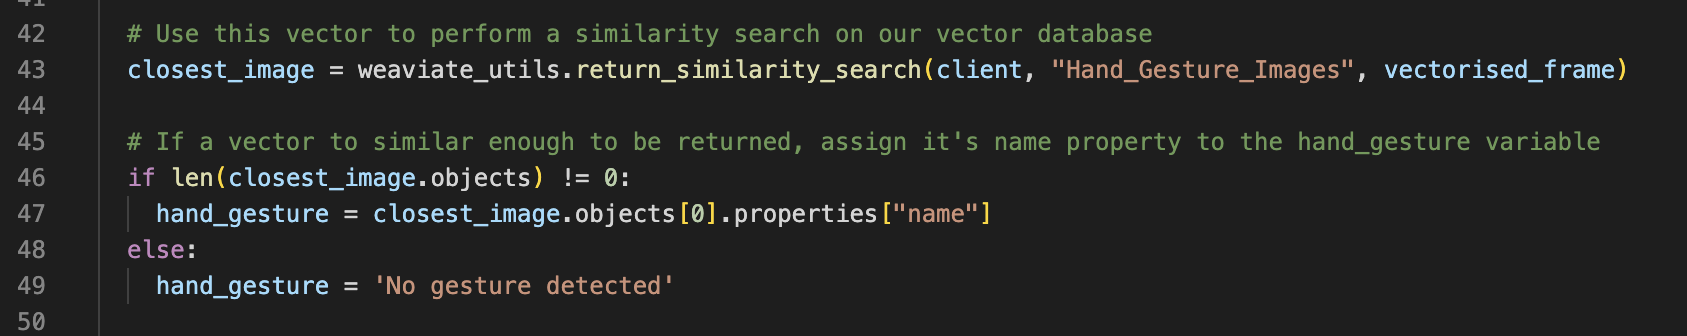 41
42 # Use this vector to perform a similarity search on our vector database
43 closest_image = weaviate_utils.return_similarity_search(client, "Hand_Gesture_Images", vectorised_frame)
44
45 # If a vector to similar enough to be returned, assign it's name property to the hand_gesture variable
46 if len(closest_image.objects) != 0:
47 hand_gesture = closest_image.objects[0].properties["name"]
48 else:
49 hand_gesture = 'No gesture detected'
50